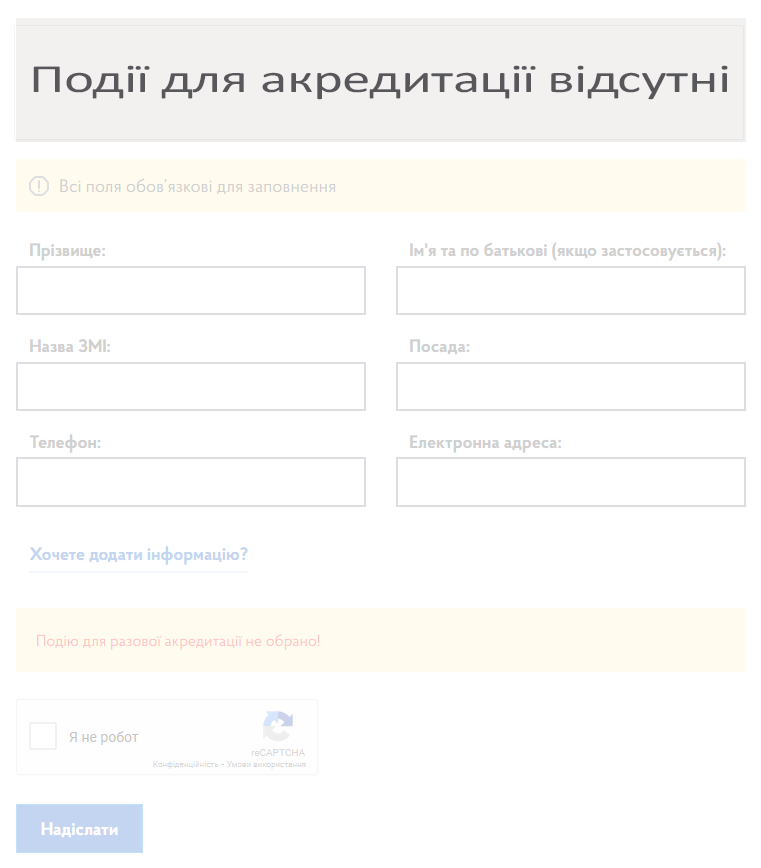 Події для акредитації відсутні
Всі поля обов'язкові для заповнення
Прізвище:
Ім'я та по батькові (якщо застосовується):
Назва ЗМІ:
Посада:
Телефон:
Електронна адреса:
Хочете додати інформацію?
Подію для разової акредитації не обрано!
Я не робот
reCAPTCHA
Конфіденційність - Умови використання
Надіслати